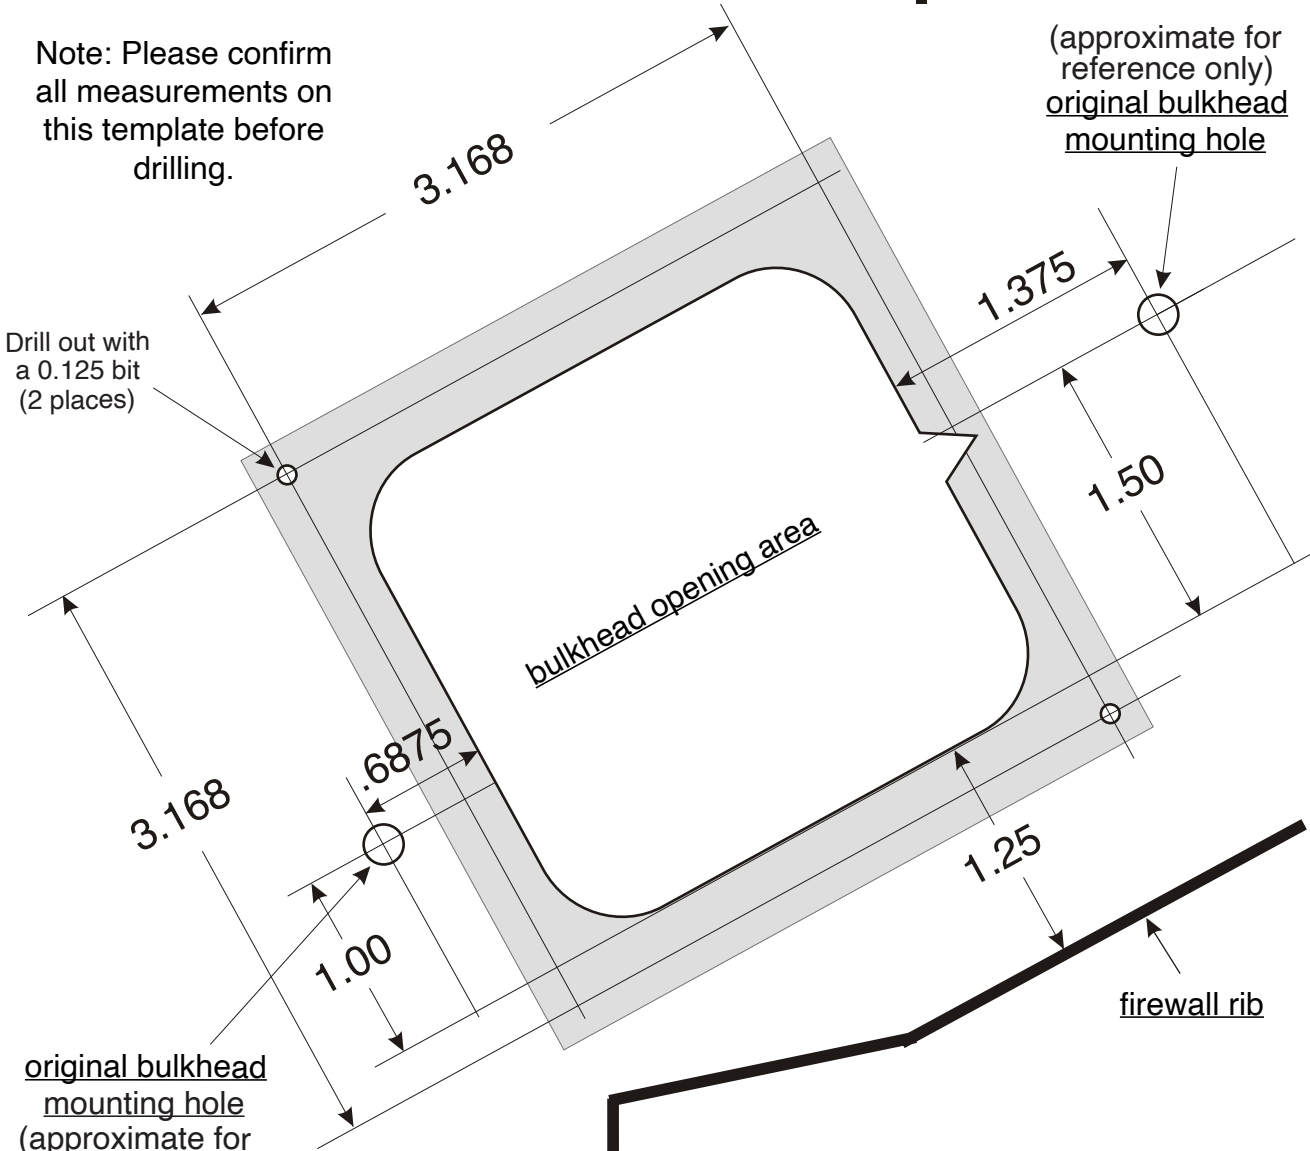 Note: Please confirm
all measurements on
this template before
drilling.
(approximate for
reference only)
original bulkhead
mounting hole
3.168
1.375
Drill out with
a 0.125 bit
(2 places)
1.50
bulkhead opening area
.6875
3.168
1.25
1.00
firewall rib
original bulkhead
mounting hole
(approximate for